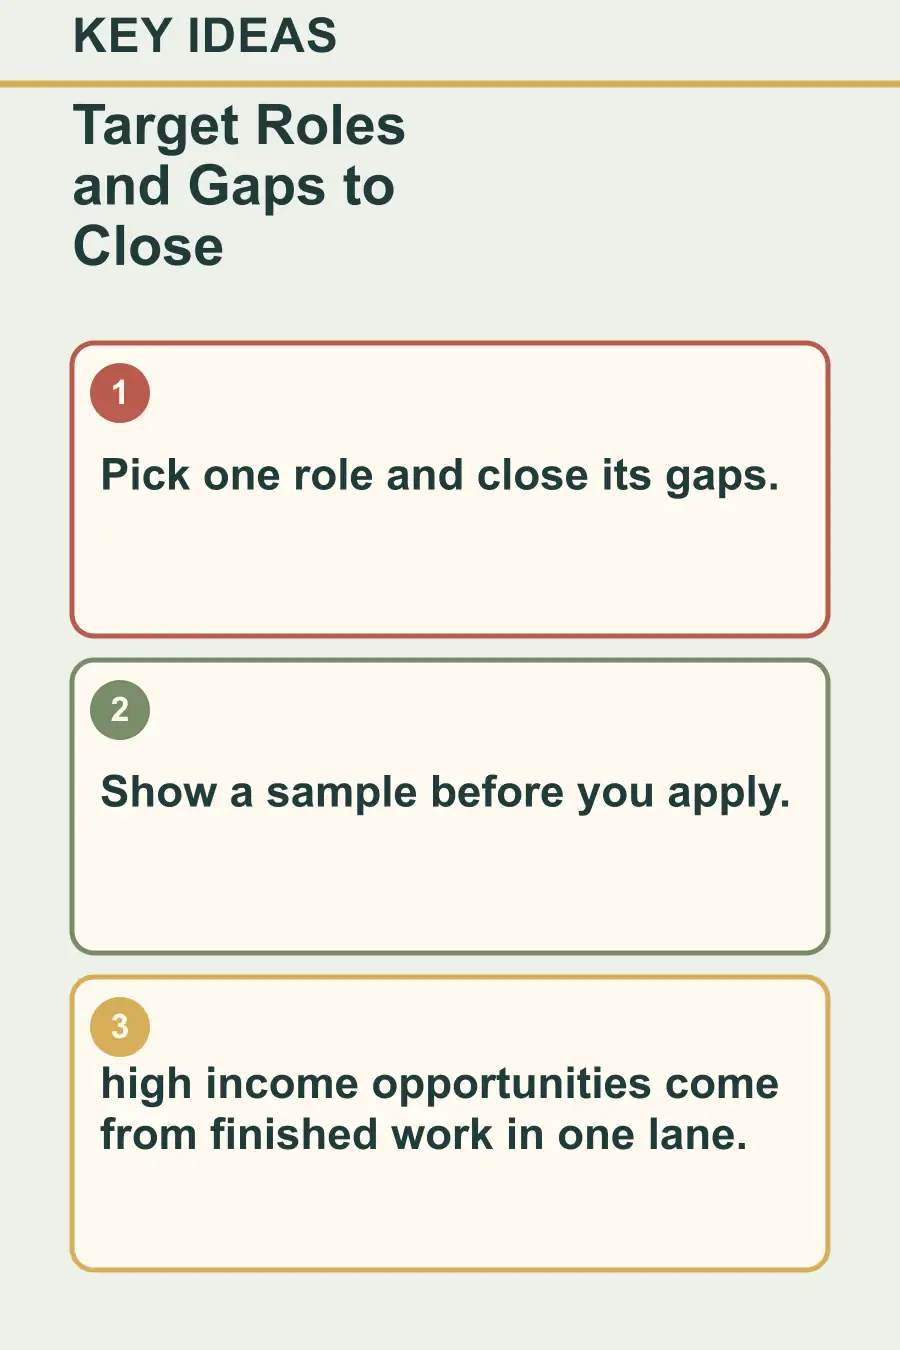 KEY IDEAS
Target Roles
and Gaps to
Close
1
Pick one role and close its gaps.
2
Show a sample before you apply.
3
high income opportunities come
from finished work in one lane.